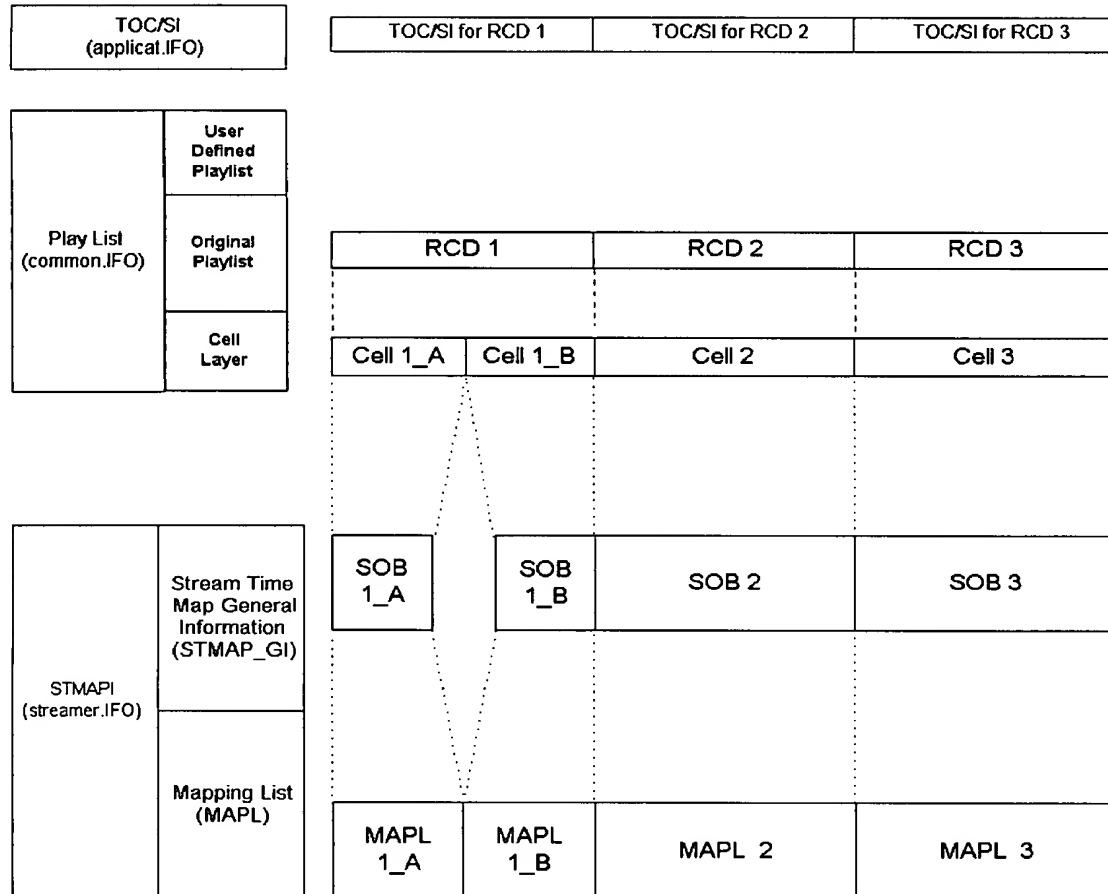 TOC/SI
(applicat.IFO)
TOC/SI for RCD 1
TOC/SI for RCD 2
TOC/SI for RCD 3
Play List
(common.IFO)
User
Defined
Playlist
Original
Playlist
Cell
Layer
RCD 1
RCD 2
RCD 3
Cell 1_A
Cell 1_B
Cell 2
Cell 3
STMAPI
(streamer.IFO)
Stream Time
Map General
Information
(STMAP_GI)
Mapping List
(MAPL)
SOB
1_A
SOB
1_B
SOB 2
SOB 3
MAPL
1_A
MAPL
1_B
MAPL 2
MAPL 3